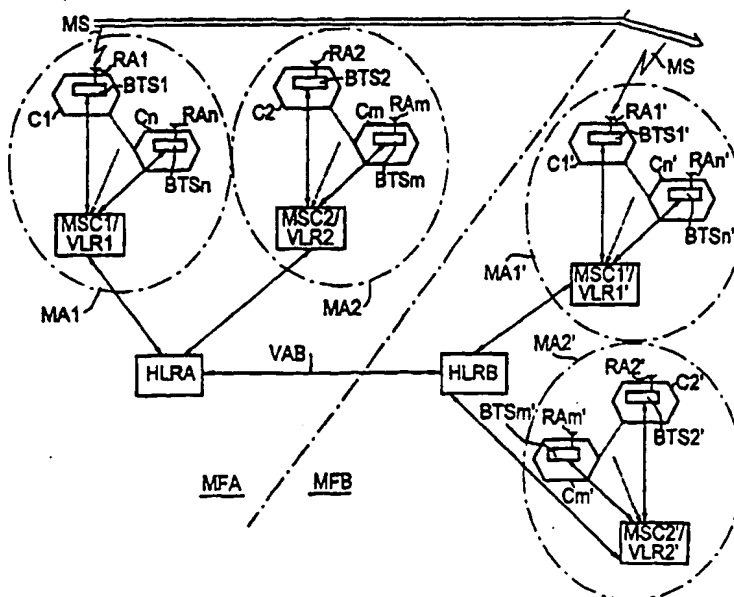 MS
RA1
BTS1
C1
Cn
RAn
BTSn
MSC1/
VLR1
MA1
RA2
BTS2
C2
Cm
RAm
BTSm
MSC2/
VLR2
MA2
MS
RA1'
BTS1'
C1'
Cn'
RAn'
BTSn'
MSC1'/
VLR1'
MA1'
HLRA
VAB
HLRB
MA2'
RA2'
C2'
BTS2'
BTSm'
RAm'
Cm'
MSC2'/
VLR2'
MFA
MFB